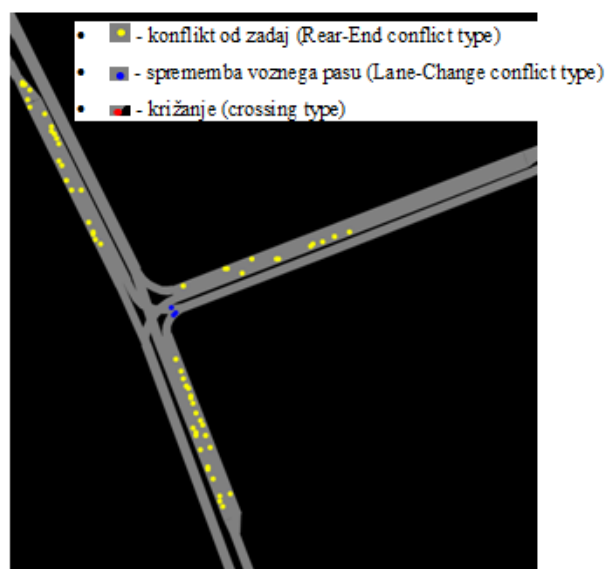 - konflikt od zadaj (Rear-End conflict type)
- sprememba voznega pasu (Lane-Change conflict type)
- križanje (crossing type)